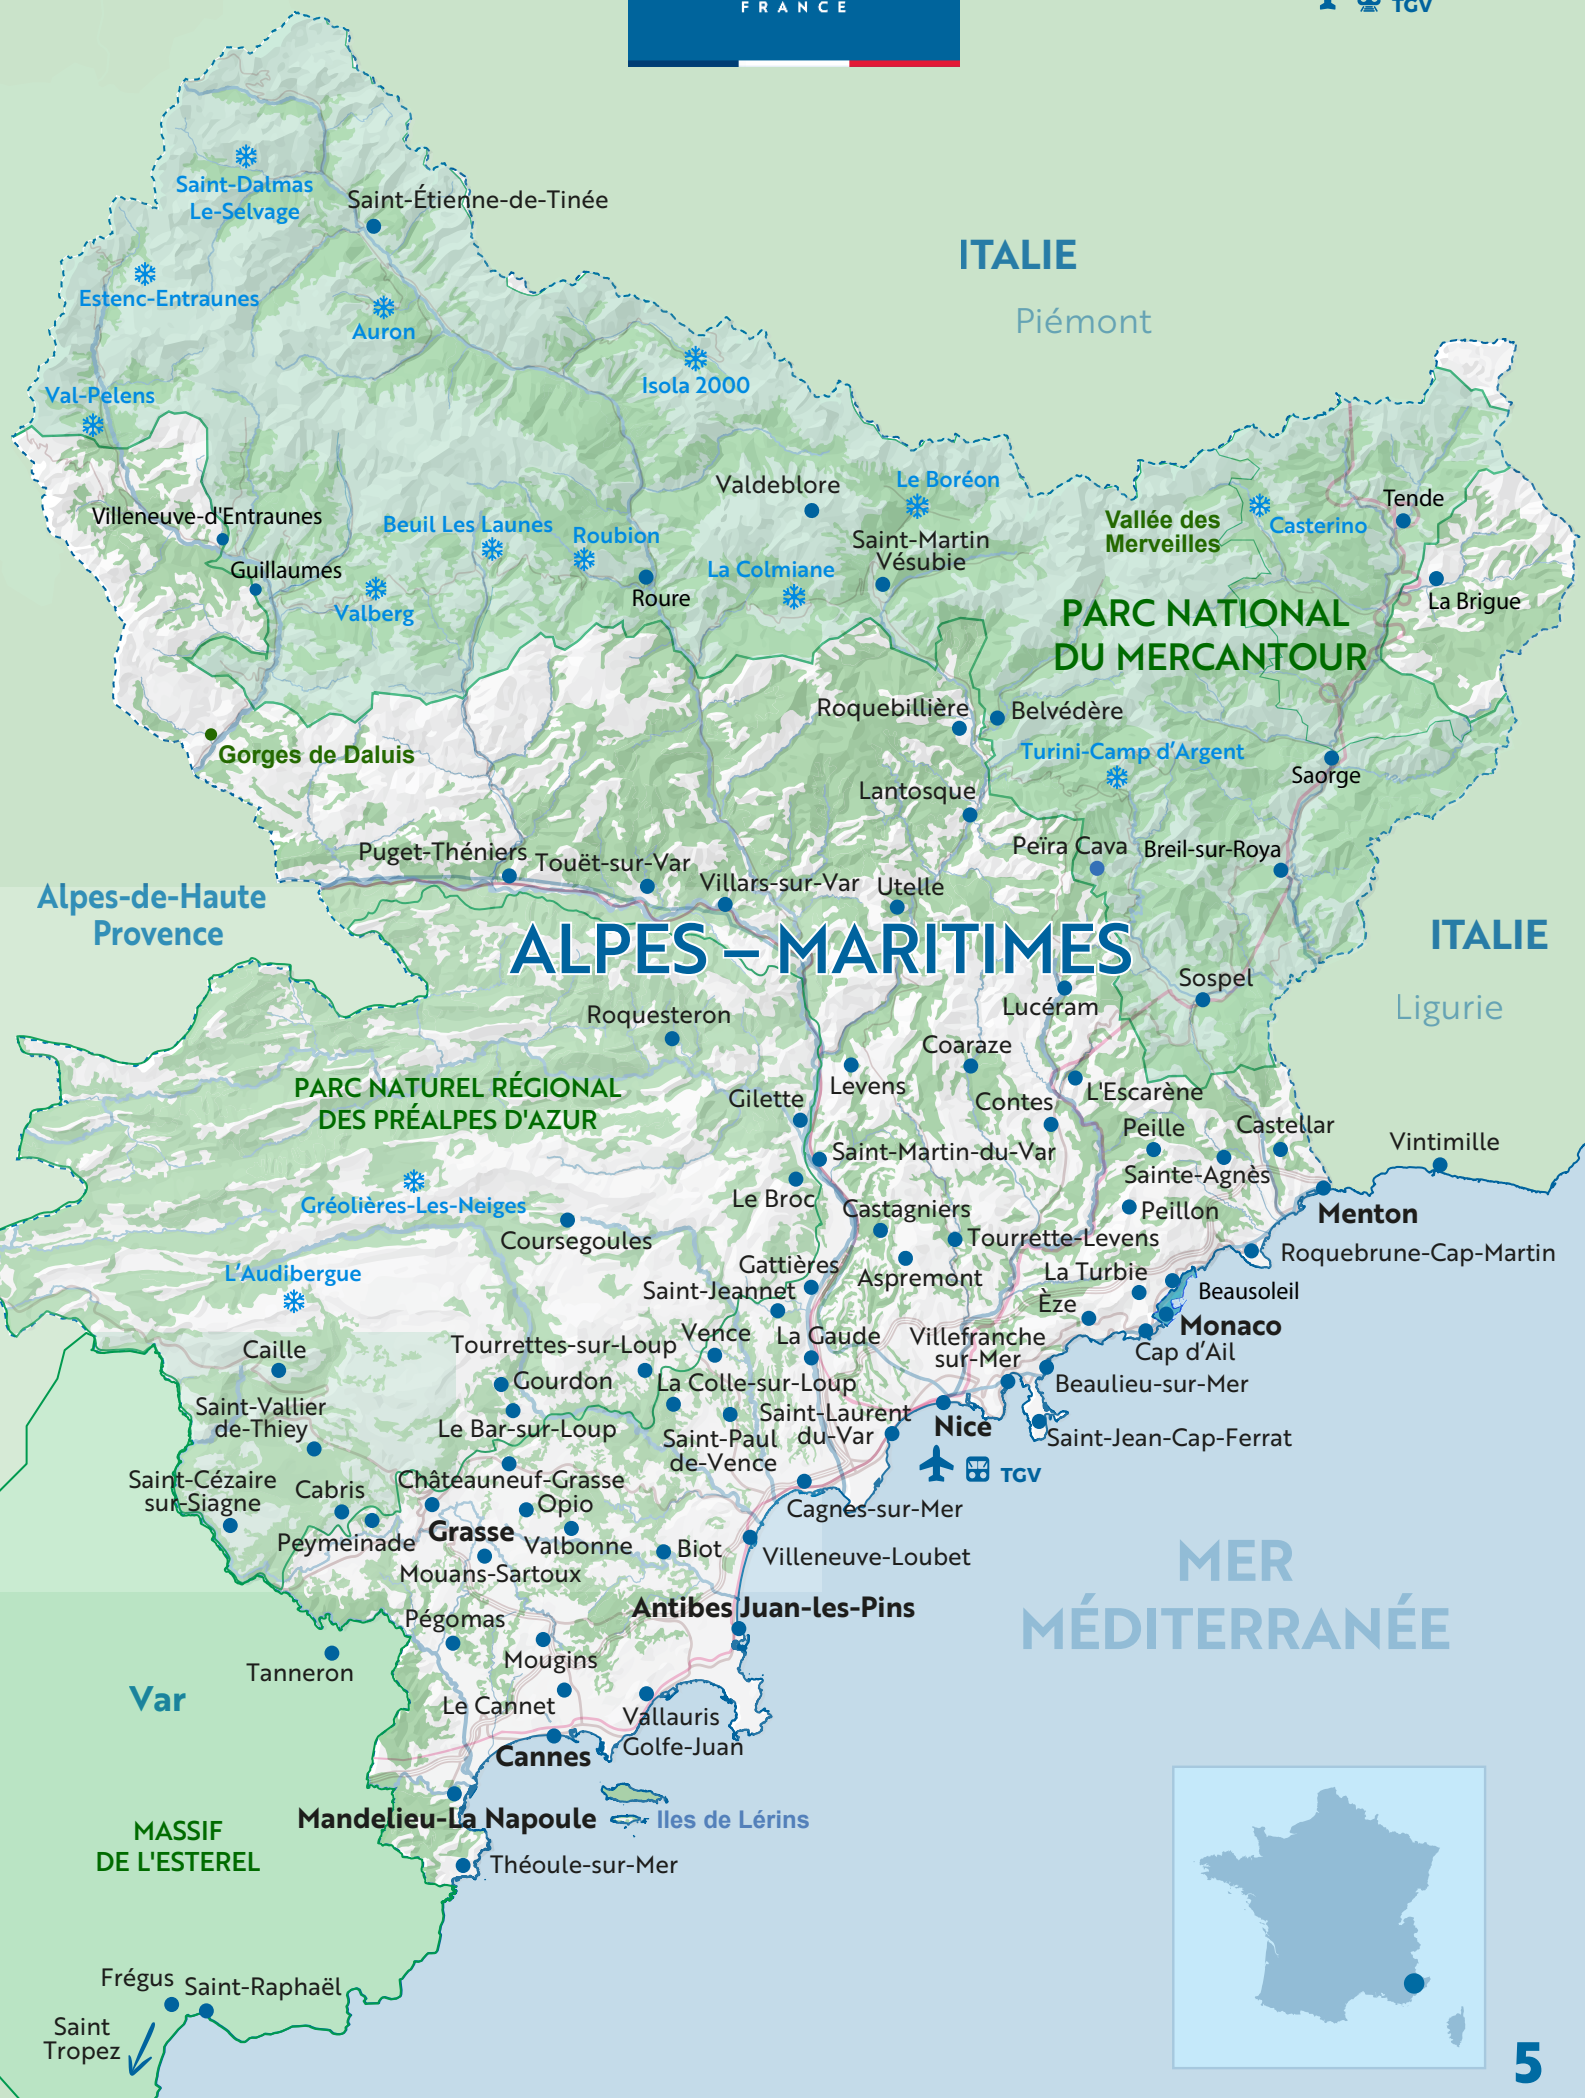 FRANCE
TGV
Saint-Dalmas
Le-Selvage
Saint-Étienne-de-Tinée
ITALIE
Piémont
Estenc-Entraunes
Auron
Isola 2000
Val-Pelens
Valdeblore
Le Boréon
Villeneuve-d'Entraunes
Beuil Les Launes
Roubion
Saint-Martin
Vésubie
Vallée des
Merveilles
Casterino
Tende
Guillaumes
Valberg
Roure
La Colmiane
La Brigue
PARC NATIONAL
DU MERCANTOUR
Roquebillière
Belvédère
Gorges de Daluis
Turini-Camp d’Argent
Saorge
Lantosque
Puget-Théniers
Touët-sur-Var
Villars-sur-Var
Utelle
Peïra Cava
Breil-sur-Roya
Alpes-de-Haute
Provence
ALPES – MARITIMES
ITALIE
Sospel
Lucéram
Ligurie
Roquesteron
Coaraze
PARC NATUREL RÉGIONAL
DES PRÉALPES D'AZUR
Levens
L'Escarène
Gilette
Contes
Peille
Castellar
Vintimille
Saint-Martin-du-Var
Sainte-Agnès
Gréolières-Les-Neiges
Le Broc
Castagniers
Peillon
Menton
Coursegoules
Tourrette-Levens
Roquebrune-Cap-Martin
L’Audibergue
Gattières
Aspremont
La Turbie
Saint-Jeannet
Èze
Beausoleil
Monaco
Caille
Tourrettes-sur-Loup
Vence
La Gaude
Villefranche
sur-Mer
Cap d’Ail
Gourdon
La Colle-sur-Loup
Beaulieu-sur-Mer
Saint-Vallier
de-Thiey
Le Bar-sur-Loup
Saint-Paul
de-Vence
Saint-Laurent
du-Var
Nice
Saint-Jean-Cap-Ferrat
TGV
Saint-Cézaire
sur-Siagne
Cabris
Châteauneuf-Grasse
Opio
Cagnes-sur-Mer
Peymeinade
Grasse
Valbonne
Biot
Villeneuve-Loubet
Mouans-Sartoux
MER
MÉDITERRANÉE
Antibes Juan-les-Pins
Pégomas
Mougins
Tanneron
Var
Le Cannet
Vallauris
Golfe-Juan
Cannes
Mandelieu-La Napoule
Iles de Lérins
MASSIF
DE L'ESTEREL
Théoule-sur-Mer
Frégus
Saint-Raphaël
Saint
Tropez
5